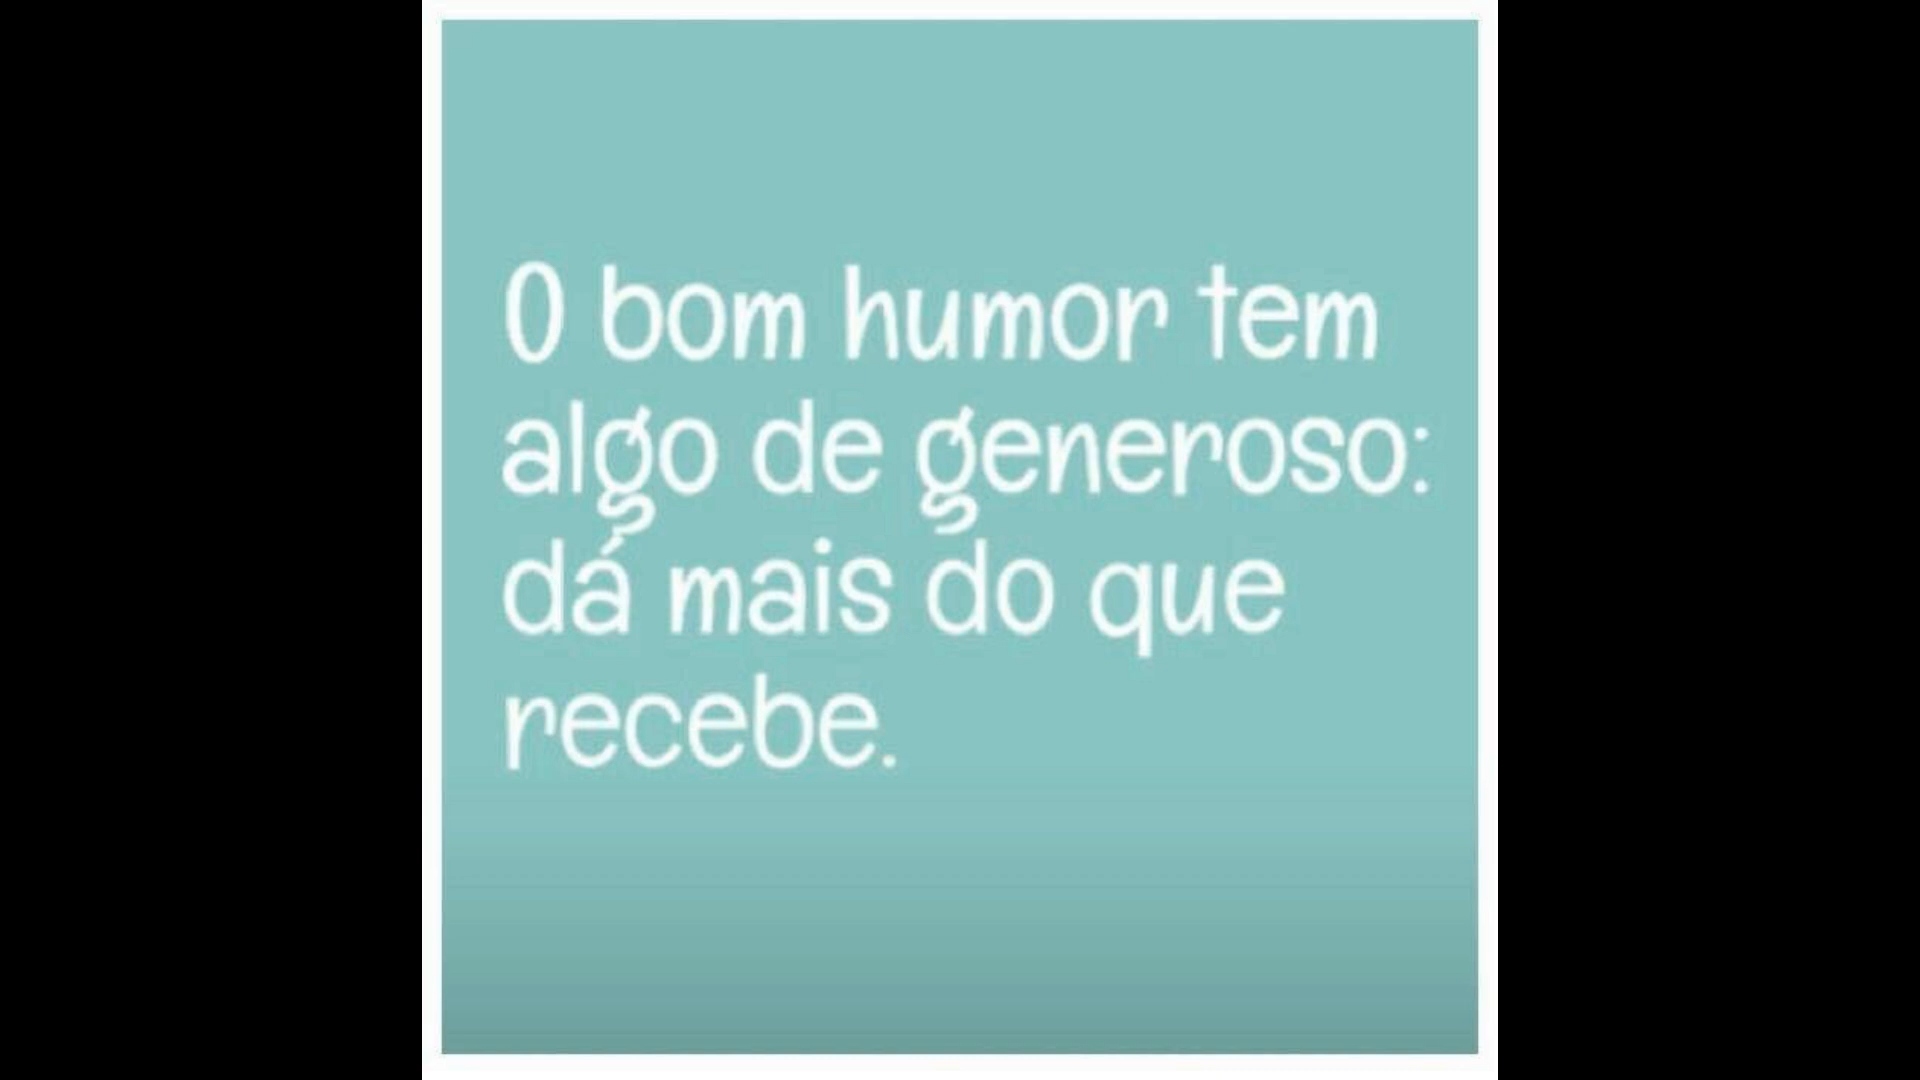 O bom humor tem
algo de generoso:
dá mais do que
recebe.